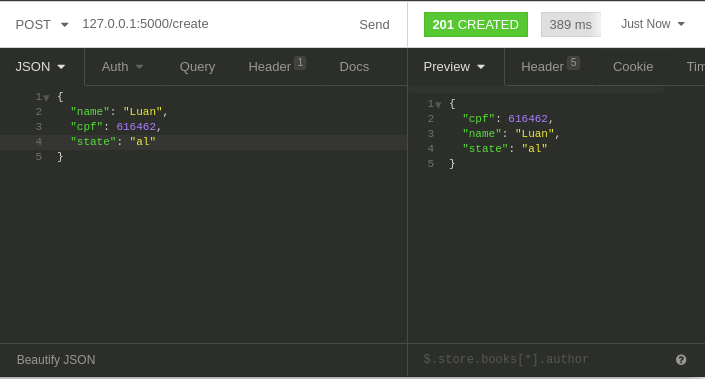 POST 127.0.0.1:5000/create Send 201 CREATED 389 ms Just Now
JSON Auth Query Header 1 Docs Preview Header 5 Cookie Tim
1 {
2 "name": "Luan",
3 "cpf": 616462,
4 "state": "al"
5 }
1 {
2 "cpf": 616462,
3 "name": "Luan",
4 "state": "al"
5 }
Beautify JSON $.store.books[*].author ?